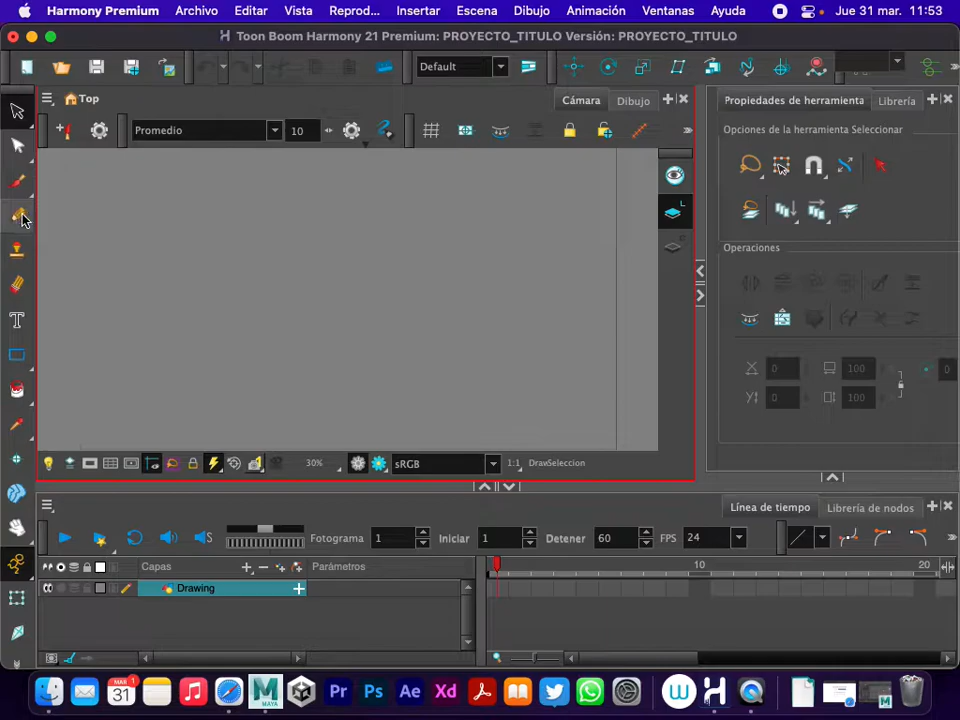 Harmony Premium Archivo Editar Vista Reprod... Insertar Escena Dibujo Animación Ventanas Ayuda Jue 31 mar. 11:53
Toon Boom Harmony 21 Premium: PROYECTO_TITULO Versión: PROYECTO_TITULO
Default
Top Cámara Dibujo Propiedades de herramienta Librería
Promedio 10 Opciones de la herramienta Seleccionar
Operaciones
X 0 100 0
Y 0 100
30% sRGB 1:1 DrawSeleccion
Línea de tiempo Librería de nodos
Fotograma 1 Iniciar 1 Detener 60 FPS 24
Capas Parámetros 10 20
Drawing
MAR 31 MAYA Pr Ps Ae Xd